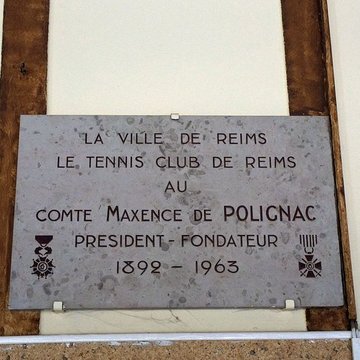 LA VILLE DE REIMS
LE TENNIS CLUB DE REIMS
AU
COMTE MAXENCE DE POLIGNAC
PRESIDENT - FONDATEUR
1892 - 1963